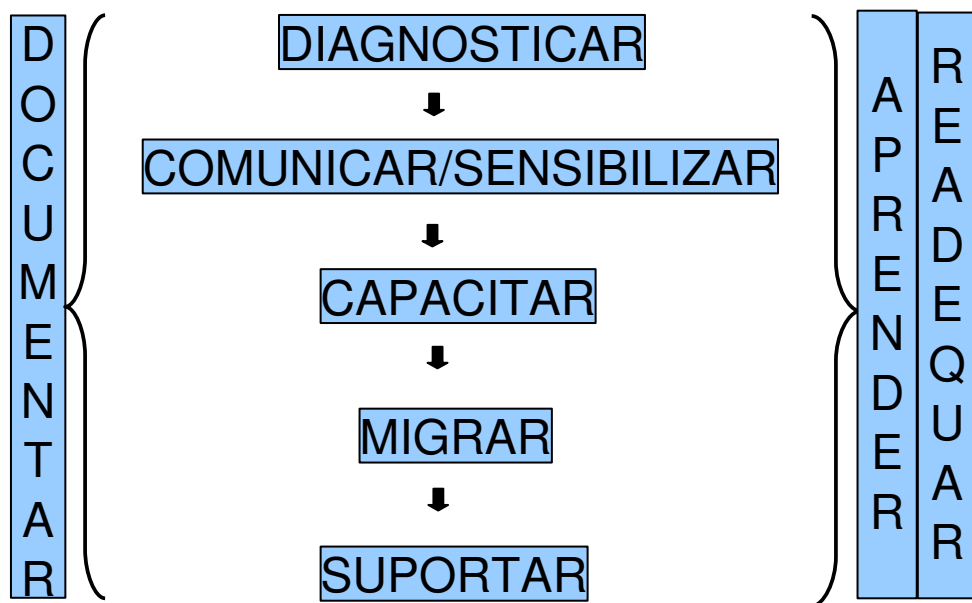 DOCUMENTAR
DIAGNOSTICAR
COMUNICAR/SENSIBILIZAR
CAPACITAR
MIGRAR
SUPORTAR
APRENDER
READEQUAR